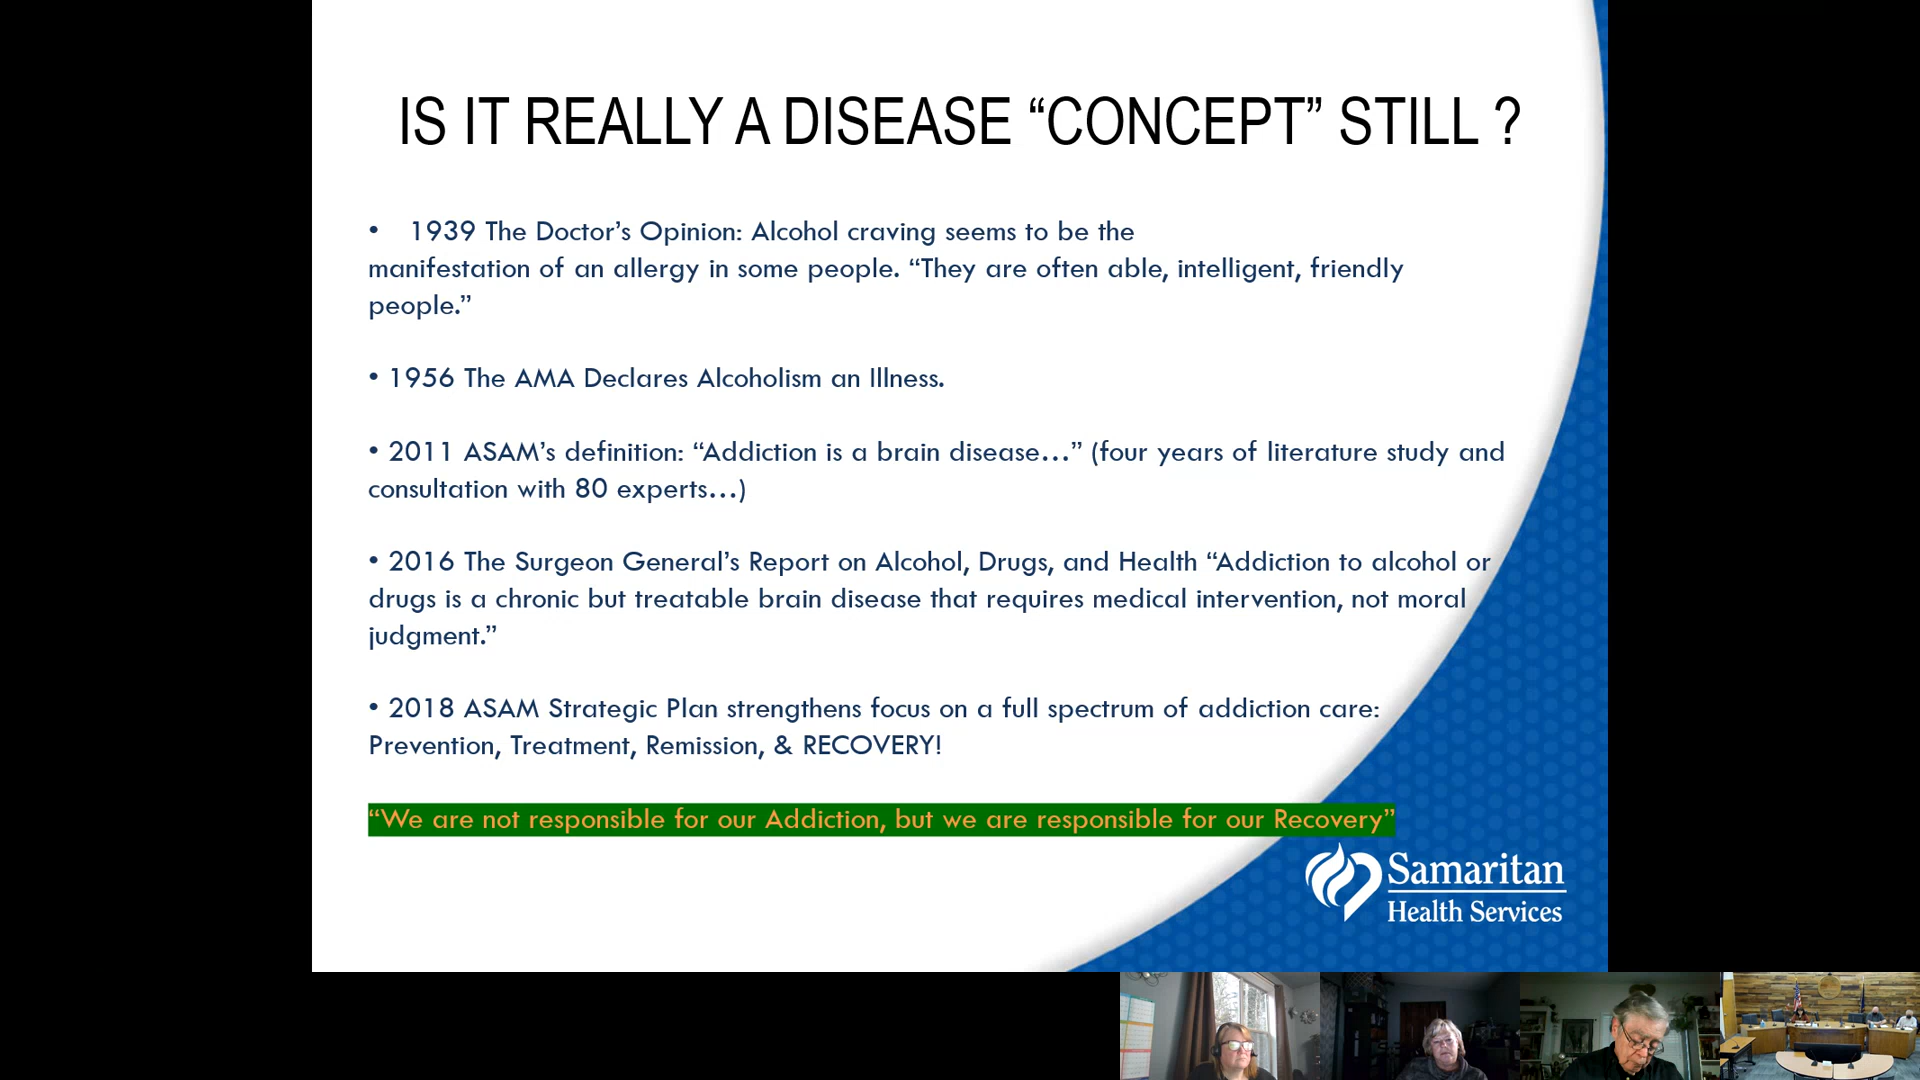 IS IT REALLY A DISEASE “CONCEPT” STILL ?
• 1939 The Doctor’s Opinion: Alcohol craving seems to be the
manifestation of an allergy in some people. “They are often able, intelligent, friendly
people.”
• 1956 The AMA Declares Alcoholism an Illness.
• 2011 ASAM’s definition: “Addiction is a brain disease…” (four years of literature study and
consultation with 80 experts…)
• 2016 The Surgeon General’s Report on Alcohol, Drugs, and Health “Addiction to alcohol or
drugs is a chronic but treatable brain disease that requires medical intervention, not moral
judgment.”
• 2018 ASAM Strategic Plan strengthens focus on a full spectrum of addiction care:
Prevention, Treatment, Remission, & RECOVERY!
“We are not responsible for our Addiction, but we are responsible for our Recovery”
Samaritan
Health Services